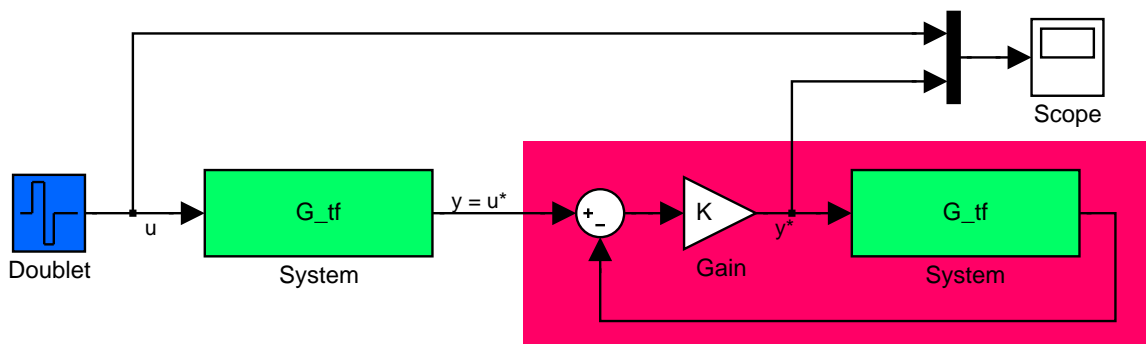 Scope
G_tf
y = u*
+
−
K
G_tf
u
y*
Doublet
System
Gain
System